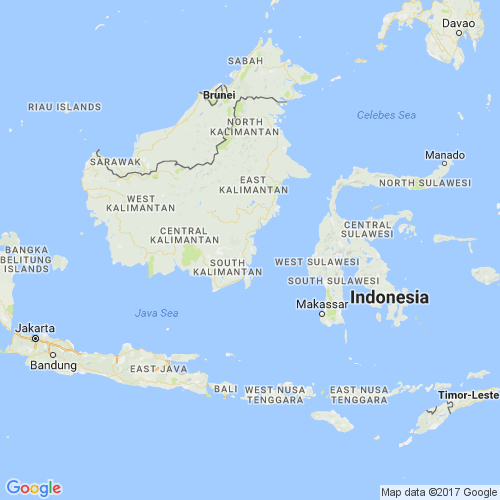 Davao
SABAH
Brunei
RIAU ISLANDS
Celebes Sea
NORTH
KALIMANTAN
Manado
SARAWAK
EAST
KALIMANTAN
NORTH SULAWESI
WEST
KALIMANTAN
CENTRAL
SULAWESI
CENTRAL
KALIMANTAN
BANGKA
BELITUNG
ISLANDS
SOUTH
KALIMANTAN
WEST SULAWESI
SOUTH SULAWESI
Indonesia
Makassar
Java Sea
Jakarta
Bandung
EAST JAVA
BALI
WEST NUSA
TENGGARA
EAST NUSA
TENGGARA
Timor-Leste
Google
Map data ©2017 Google